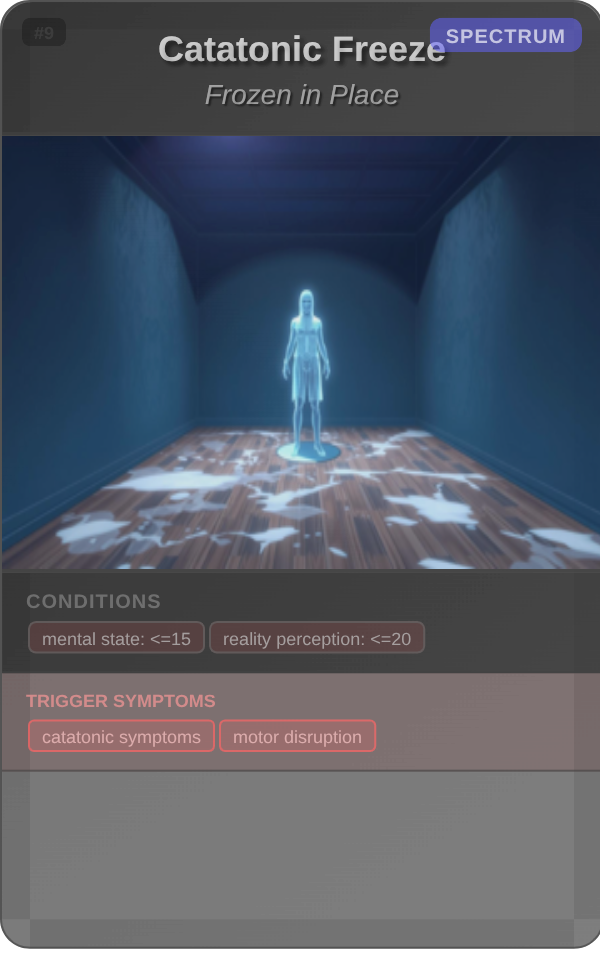 #9
SPECTRUM
Catatonic Freeze
Frozen in Place
CONDITIONS
mental state: <=15 reality perception: <=20
TRIGGER SYMPTOMS
catatonic symptoms motor disruption